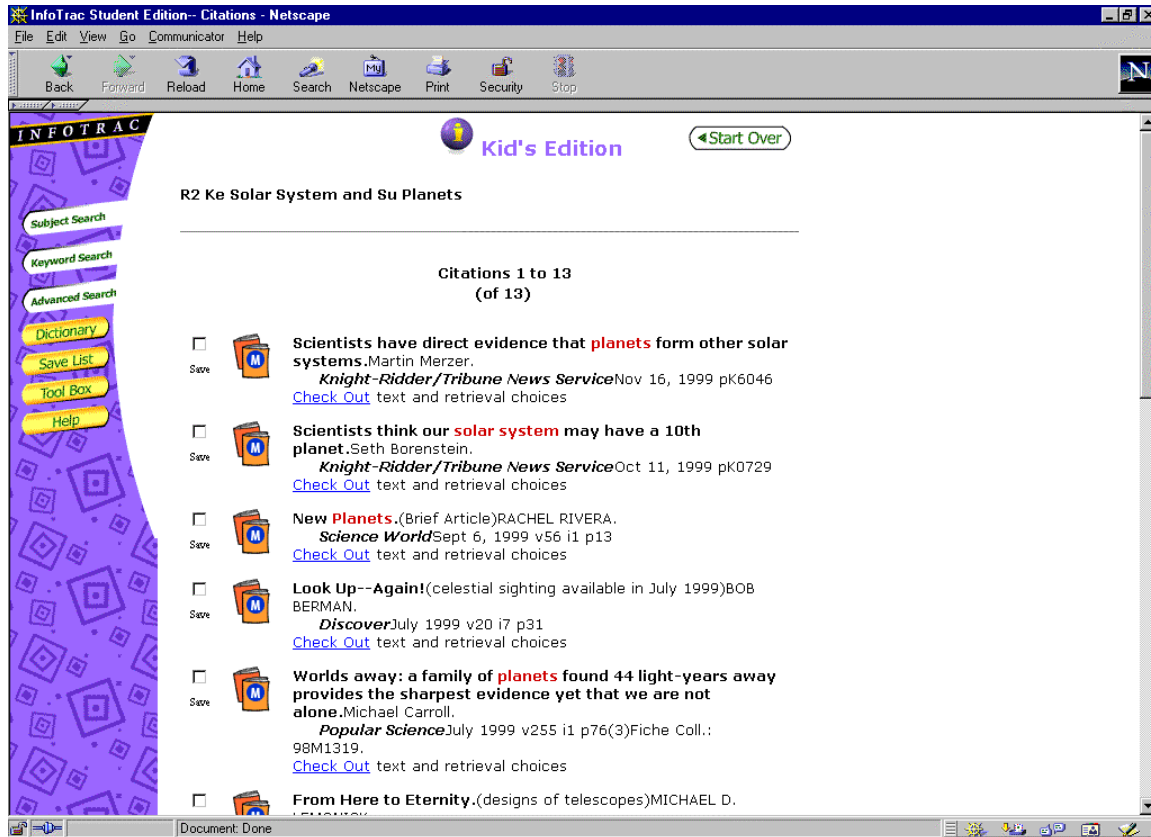 InfoTrac Student Edition-- Citations - Netscape
File Edit View Go Communicator Help
Back Forward Reload Home Search My Netscape Print Security Stop
N
INFOTRAC
i Kid's Edition
Start Over
R2 Ke Solar System and Su Planets
Subject Search
Keyword Search
Advanced Search
Dictionary
Save List
Tool Box
Help
Citations 1 to 13
(of 13)
Save
M
Scientists have direct evidence that planets form other solar
systems.Martin Merzer.
Knight-Ridder/Tribune News ServiceNov 16, 1999 pK6046
Check Out text and retrieval choices
Save
M
Scientists think our solar system may have a 10th
planet.Seth Borenstein.
Knight-Ridder/Tribune News ServiceOct 11, 1999 pK0729
Check Out text and retrieval choices
Save
M
New Planets.(Brief Article)RACHEL RIVERA.
Science WorldSept 6, 1999 v56 i1 p13
Check Out text and retrieval choices
Save
M
Look Up--Again!(celestial sighting available in July 1999)BOB
BERMAN.
DiscoverJuly 1999 v20 i7 p31
Check Out text and retrieval choices
Save
M
Worlds away: a family of planets found 44 light-years away
provides the sharpest evidence yet that we are not
alone.Michael Carroll.
Popular ScienceJuly 1999 v255 i1 p76(3)Fiche Coll.:
98M1319.
Check Out text and retrieval choices
From Here to Eternity.(designs of telescopes)MICHAEL D.
Document: Done